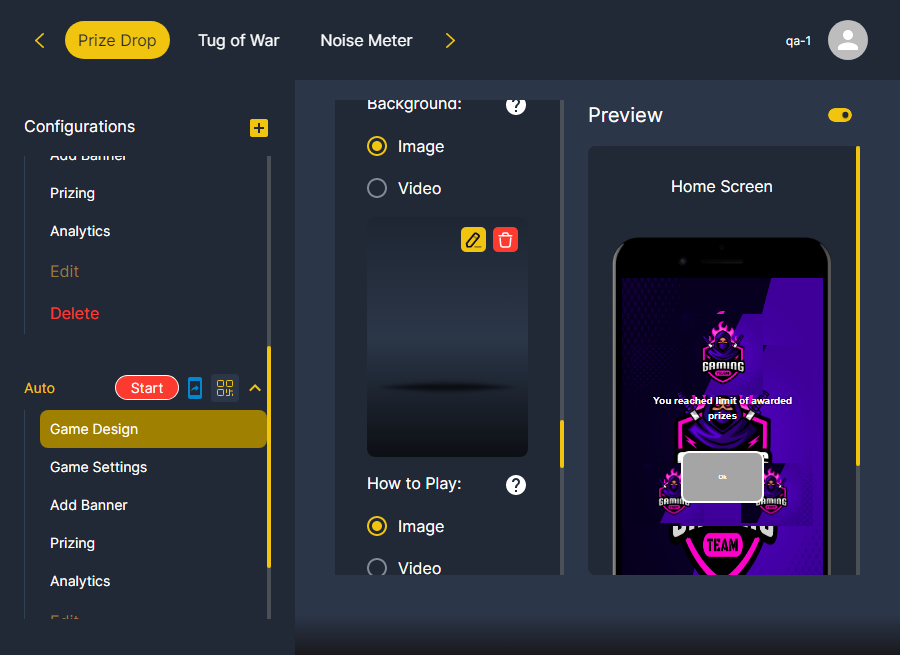 Prize Drop
Tug of War
Noise Meter
qa-1
Configurations
Add Banner
Prizing
Analytics
Edit
Delete
Auto
Start
Game Design
Game Settings
Add Banner
Prizing
Analytics
Edit
Background:
?
Image
Video
How to Play:
?
Image
Video
Preview
Home Screen
GAMING
TEAM
You reached limit of awarded
prizes
Ok
GAMING
GAMING
GAMING
TEAM